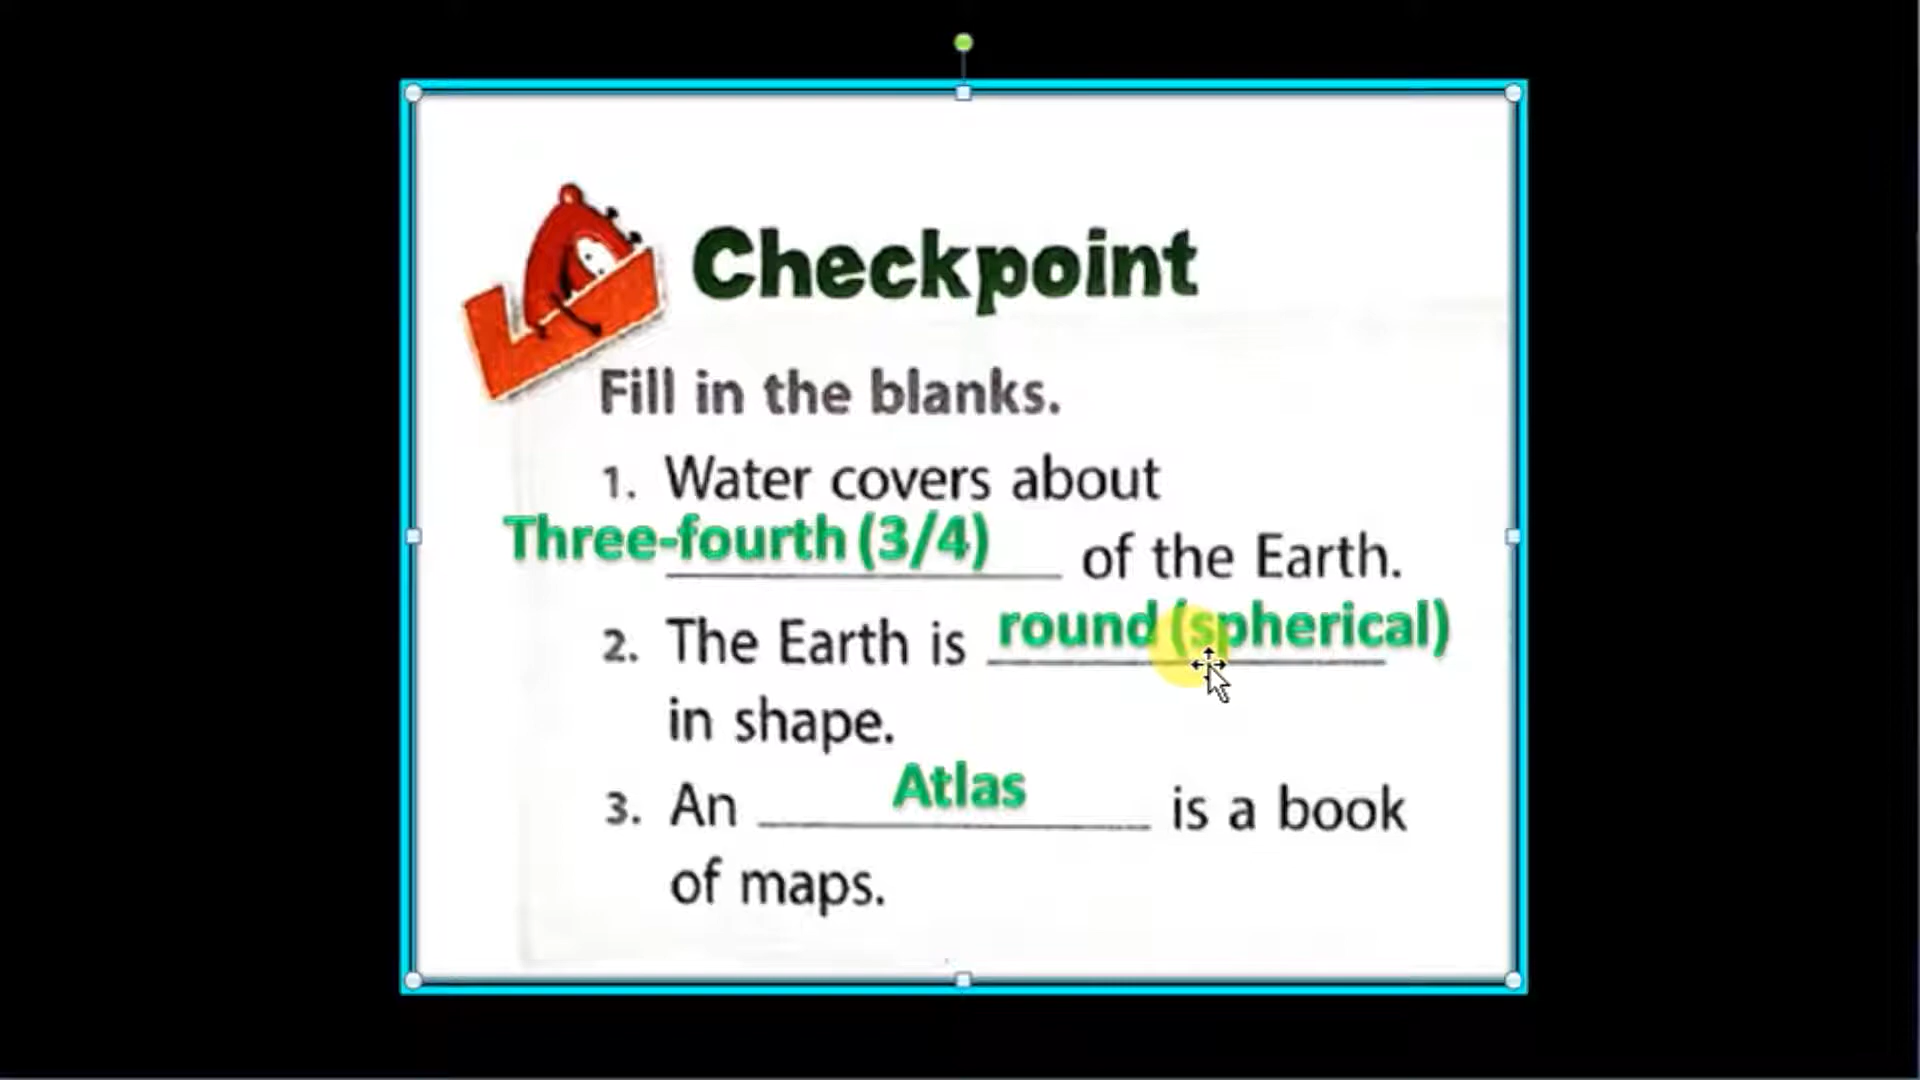 Checkpoint
Fill in the blanks.
1. Water covers about
Three-fourth (3/4) of the Earth.
2. The Earth is round (spherical)
in shape.
3. An Atlas is a book
of maps.